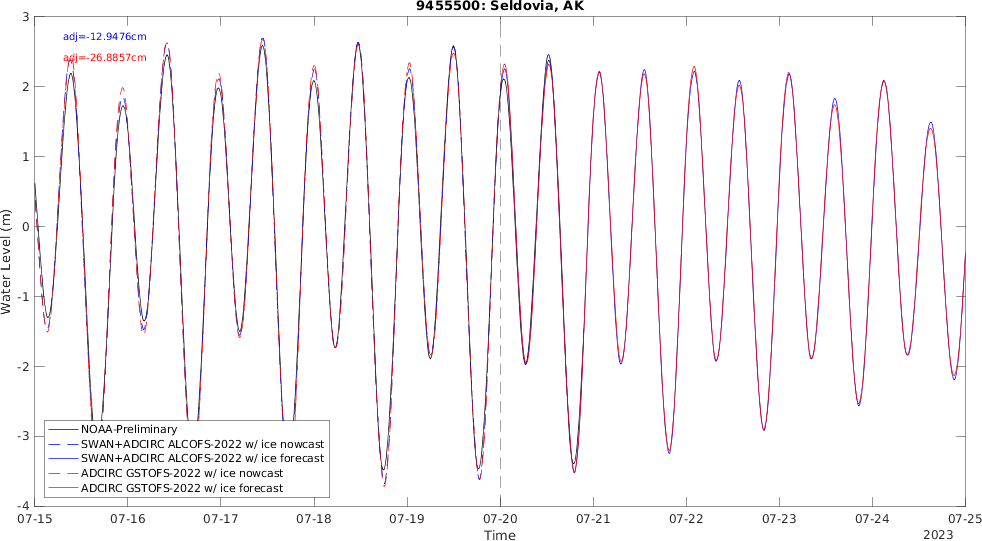 9455500: Seldovia, AK
adj=-12.9476cm
adj=-26.8857cm
3
2
1
0
-1
-2
-3
-4
Water Level (m)
NOAA-Preliminary
SWAN+ADCIRC ALCOFS-2022 w/ ice nowcast
SWAN+ADCIRC ALCOFS-2022 w/ ice forecast
ADCIRC GSTOFS-2022 w/ ice nowcast
ADCIRC GSTOFS-2022 w/ ice forecast
07-15 07-16 07-17 07-18 07-19 07-20 07-21 07-22 07-23 07-24 07-25
Time
2023